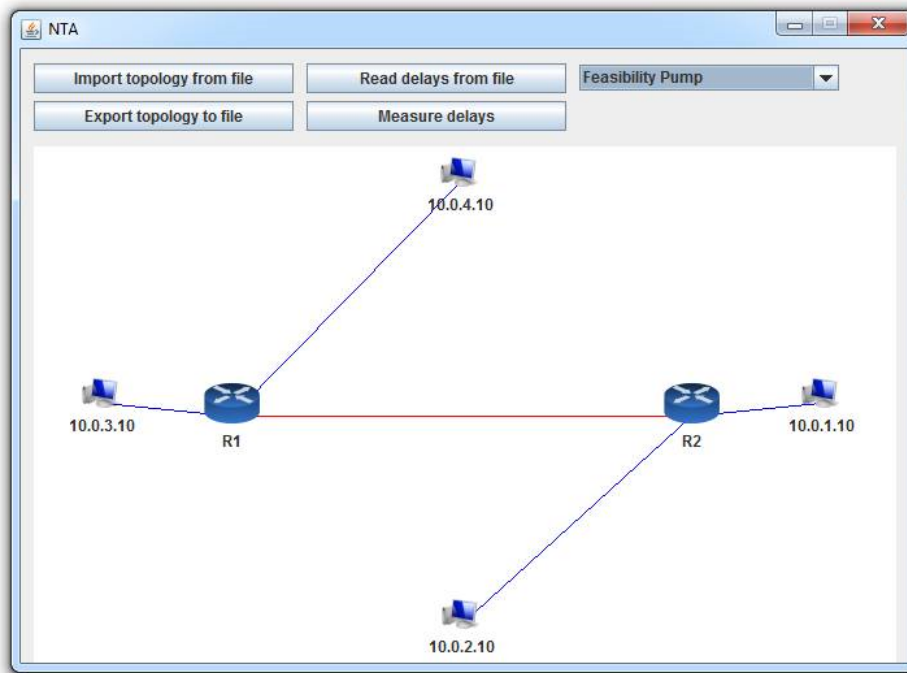 NTA
Import topology from file
Read delays from file
Feasibility Pump
Export topology to file
Measure delays
10.0.4.10
10.0.3.10
R1
R2
10.0.1.10
10.0.2.10